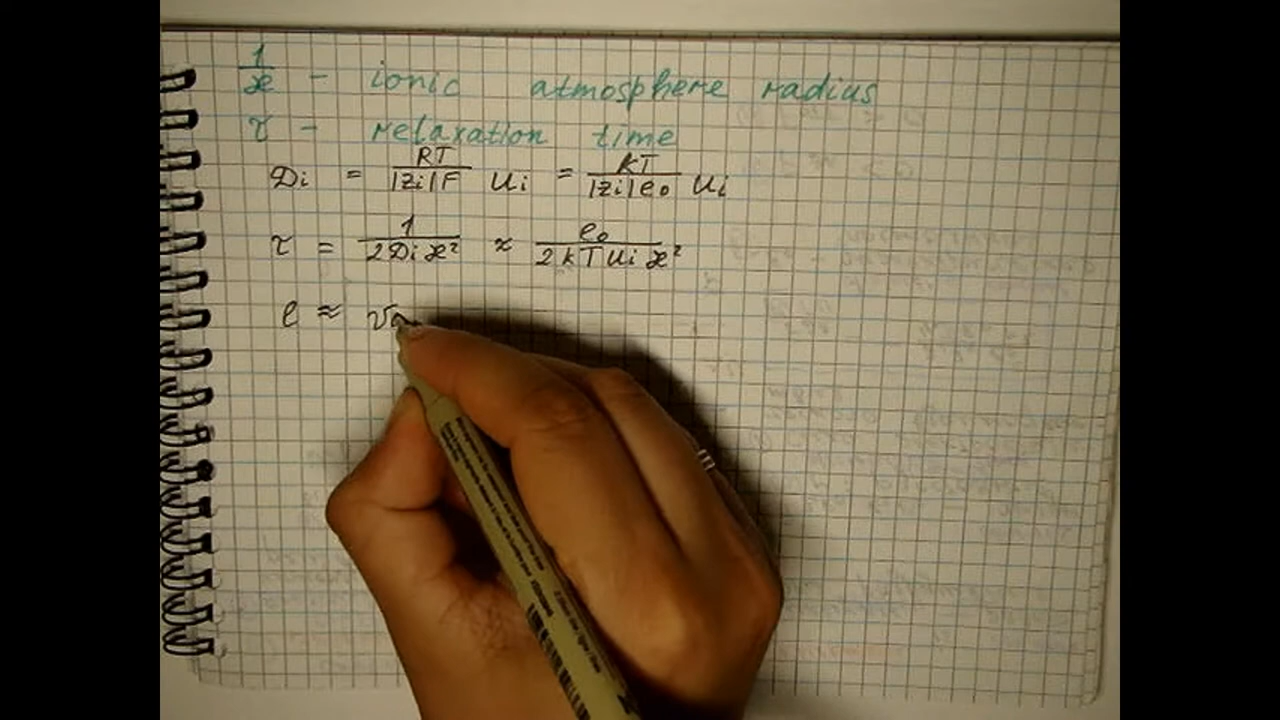 1/æ - ionic atmosphere radius
τ - relaxation time
Di = RT/|zi|F Ui = kT/|zi|e₀ Ui
τ = 1/2Diæ² ≈ e₀/2kTUiæ²
l ≈